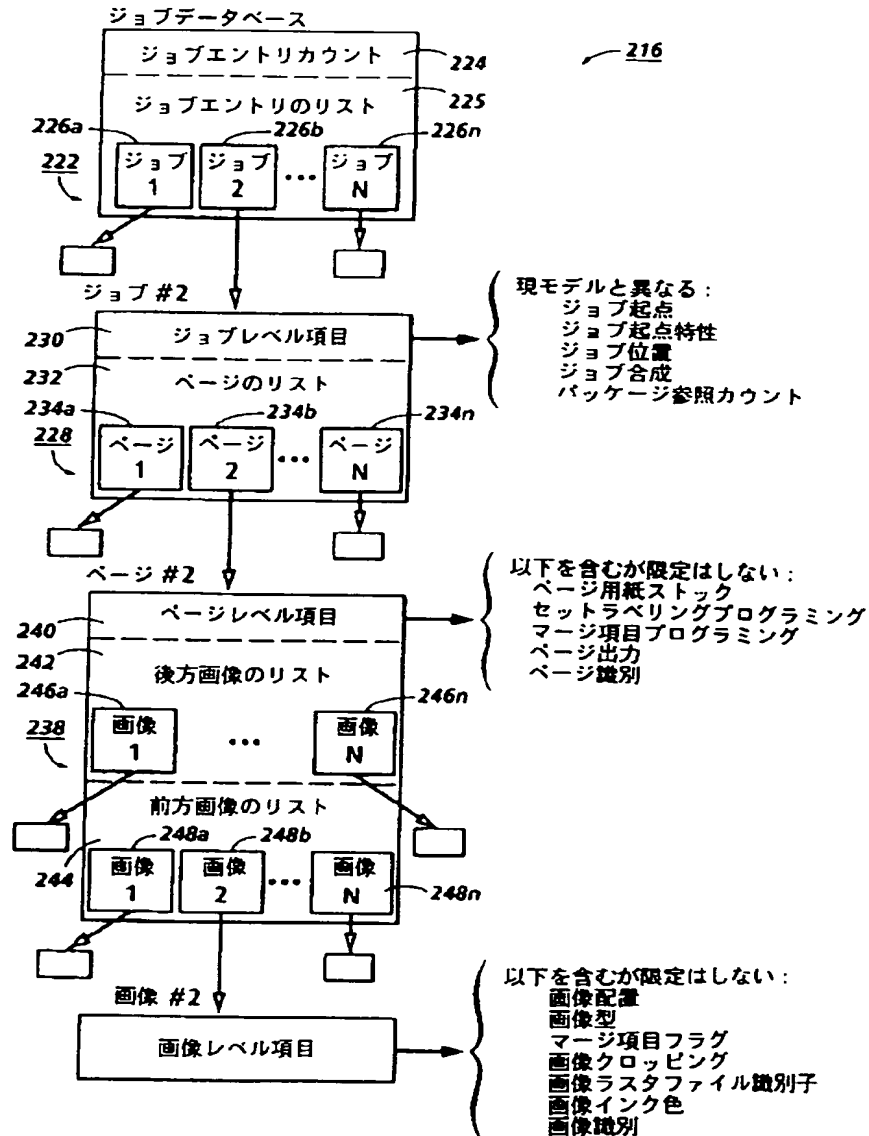 ジョブデータベース
216
ジョブエントリカウント
224
ジョブエントリのリスト
225
226a
226b
226n
222
ジョブ
1
ジョブ
2
•••
ジョブ
N
ジョブ #2
230
ジョブレベル項目
現モデルと異なる:
ジョブ起点
ジョブ起点特性
ジョブ位置
ジョブ合成
パッケージ参照カウント
232
ページのリスト
234a
234b
234n
228
ページ
1
ページ
2
•••
ページ
N
ページ #2
240
ページレベル項目
以下を含むが限定はしない:
ページ用紙ストック
セットラベリングプログラミング
マージ項目プログラミング
ページ出力
ページ識別
242
後方画像のリスト
246a
246n
238
画像
1
•••
画像
N
前方画像のリスト
248a
248b
244
画像
1
画像
2
•••
画像
N
248n
画像 #2
画像レベル項目
以下を含むが限定はしない:
画像配置
画像型
マージ項目フラグ
画像クロッピング
画像ラスタファイル識別子
画像インク色
画像識別